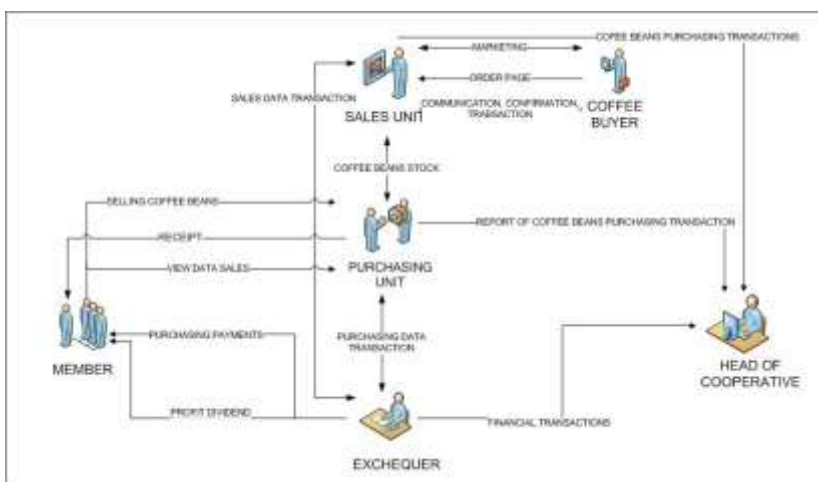 COFEE BEANS PURCHASING TRANSACTIONS
MARKETING
ORDER PAGE
SALES DATA TRANSACTION
SALES UNIT
COMMUNICATION, CONFIRMATION,
TRASACTION
COFFEE
BUYER
COFFEE BEANS STOCK
SELLING COFFEE BEANS
REPORT OF COFFEE BEANS PURCHASING TRANSACTION
RECEIPT
VIEW DATA SALES
PURCHASING
UNIT
PURCHASING PAYMENTS
PURCHASING DATA
TRANSACTION
MEMBER
HEAD OF
COOPERATIVE
PROFIT DIVIDEND
FINANCIAL TRANSACTIONS
EXCHEQUER